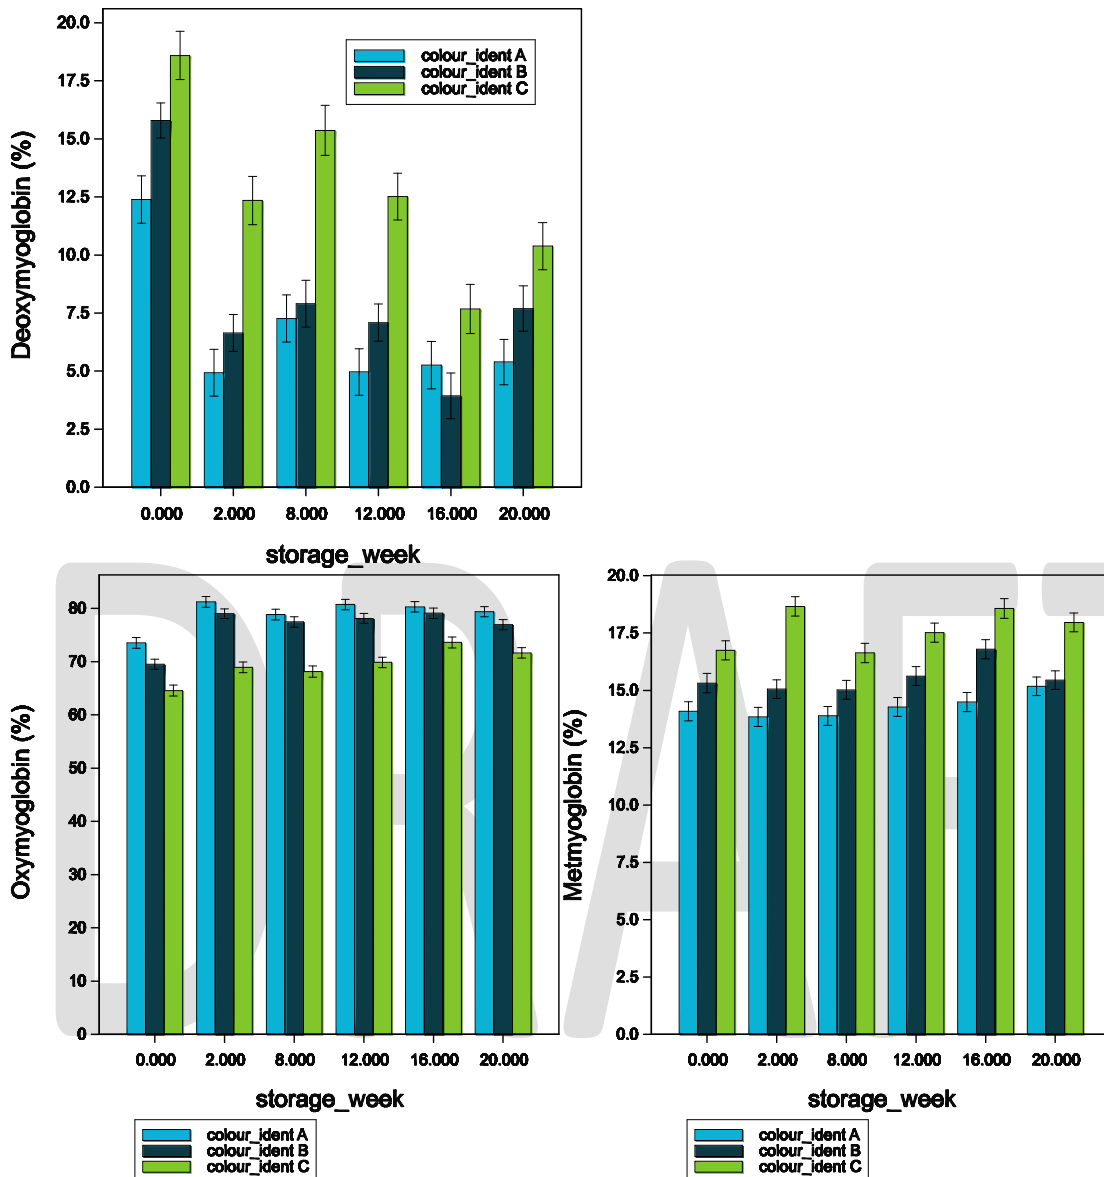 20.0
17.5
15.0
12.5
10.0
7.5
5.0
2.5
0.0
Deoxymyoglobin (%)
colour_ident A
colour_ident B
colour_ident C
0.000 2.000 8.000 12.000 16.000 20.000
storage_week
80
70
60
50
40
30
20
10
0
Oxymyoglobin (%)
0.000 2.000 8.000 12.000 16.000 20.000
storage_week
colour_ident A
colour_ident B
colour_ident C
20.0
17.5
15.0
12.5
10.0
7.5
5.0
2.5
0.0
Metmyoglobin (%)
0.000 2.000 8.000 12.000 16.000 20.000
storage_week
colour_ident A
colour_ident B
colour_ident C
DRAFT